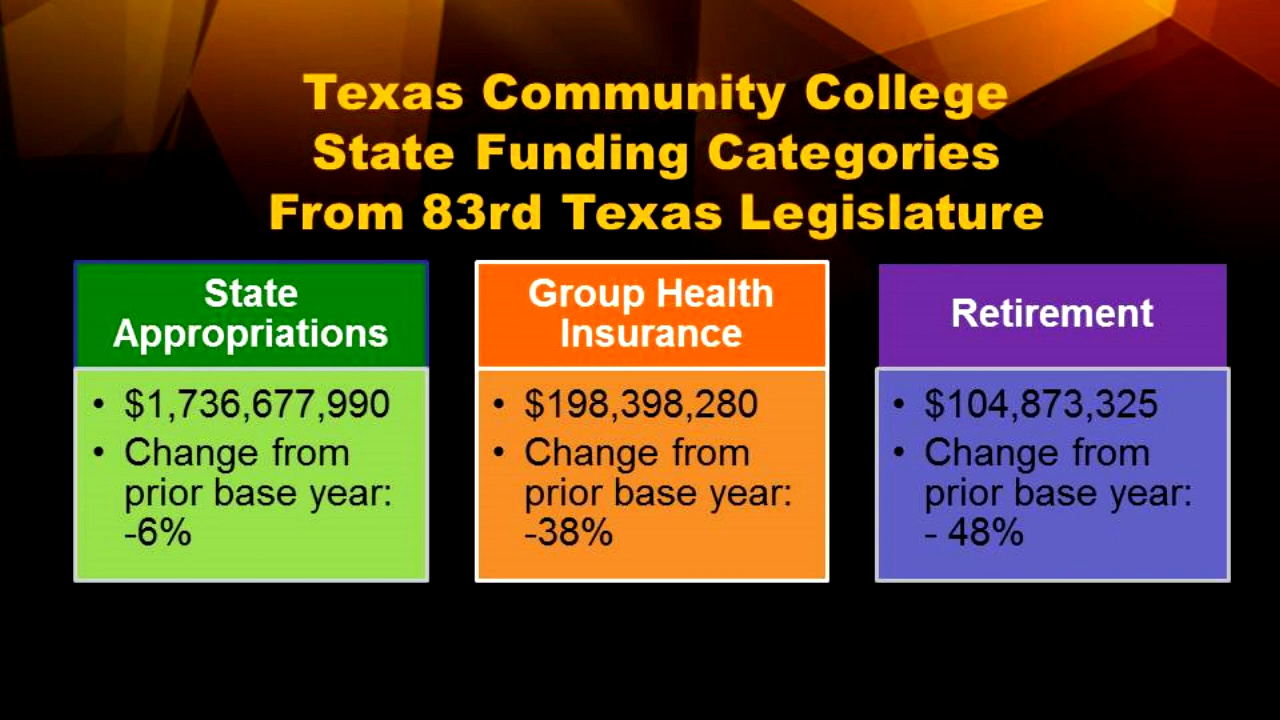 Texas Community College
State Funding Categories
From 83rd Texas Legislature
State
Appropriations
• $1,736,677,990
• Change from
prior base year:
-6%
Group Health
Insurance
• $198,398,280
• Change from
prior base year:
-38%
Retirement
• $104,873,325
• Change from
prior base year:
- 48%